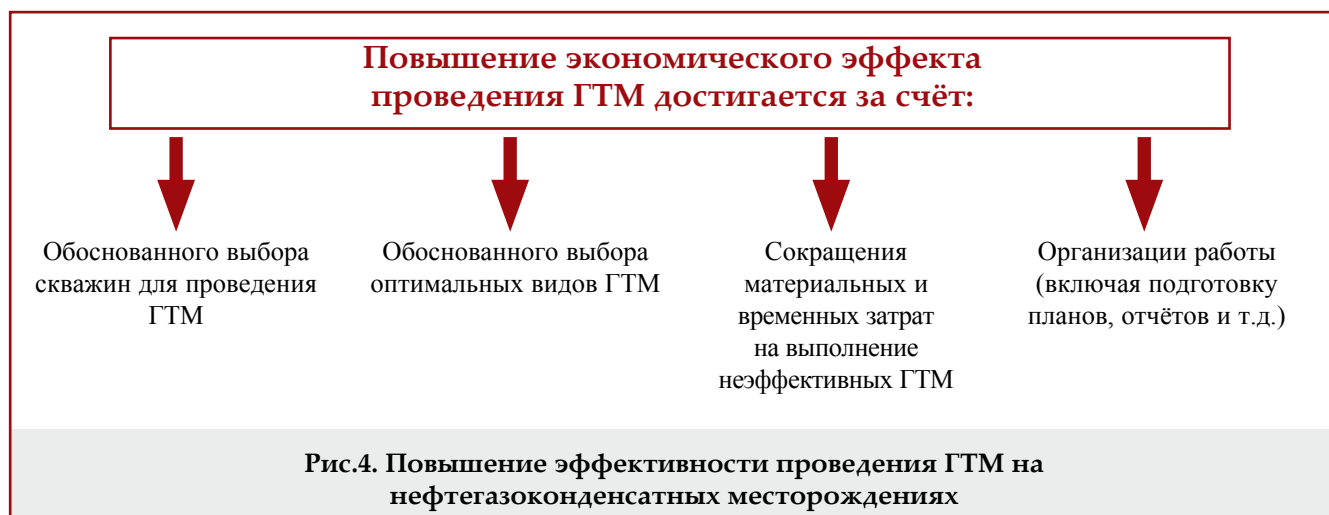 Повышение экономического эффекта
проведения ГТМ достигается за счёт:
Обоснованного выбора
скважин для проведения
ГТМ
Обоснованного выбора
оптимальных видов ГТМ
Сокращения
материальных и
временных затрат
на выполнение
неэффективных ГТМ
Организации работы
(включая подготовку
планов, отчётов и т.д.)
Рис.4. Повышение эффективности проведения ГТМ на
нефтегазоконденсатных месторождениях